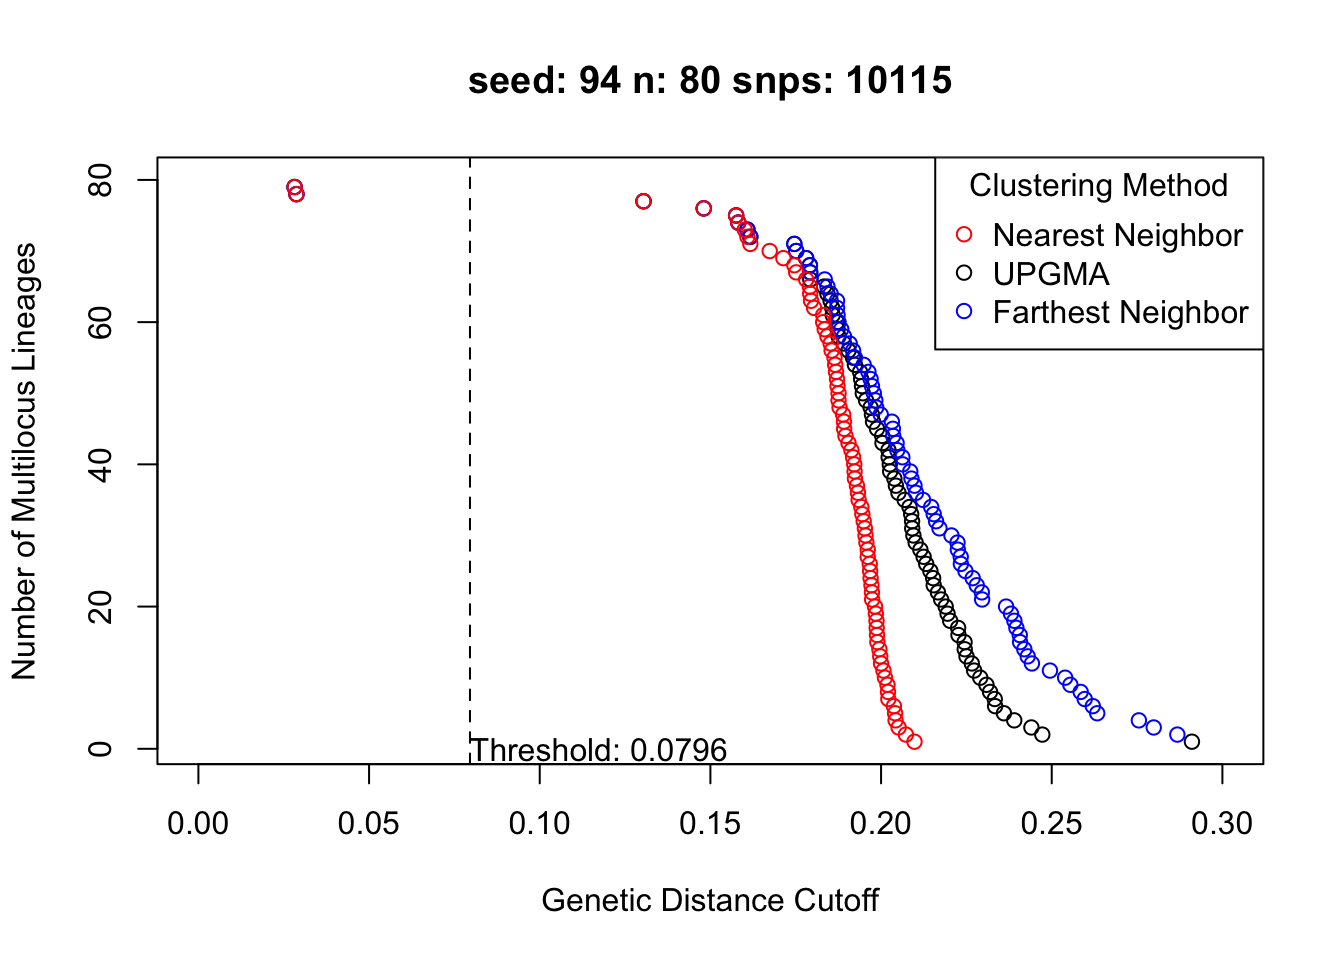 seed: 94 n: 80 snps: 10115
Clustering Method
Nearest Neighbor
UPGMA
Farthest Neighbor
Number of Multilocus Lineages
80
60
40
20
0
Threshold: 0.0796
0.00 0.05 0.10 0.15 0.20 0.25 0.30
Genetic Distance Cutoff